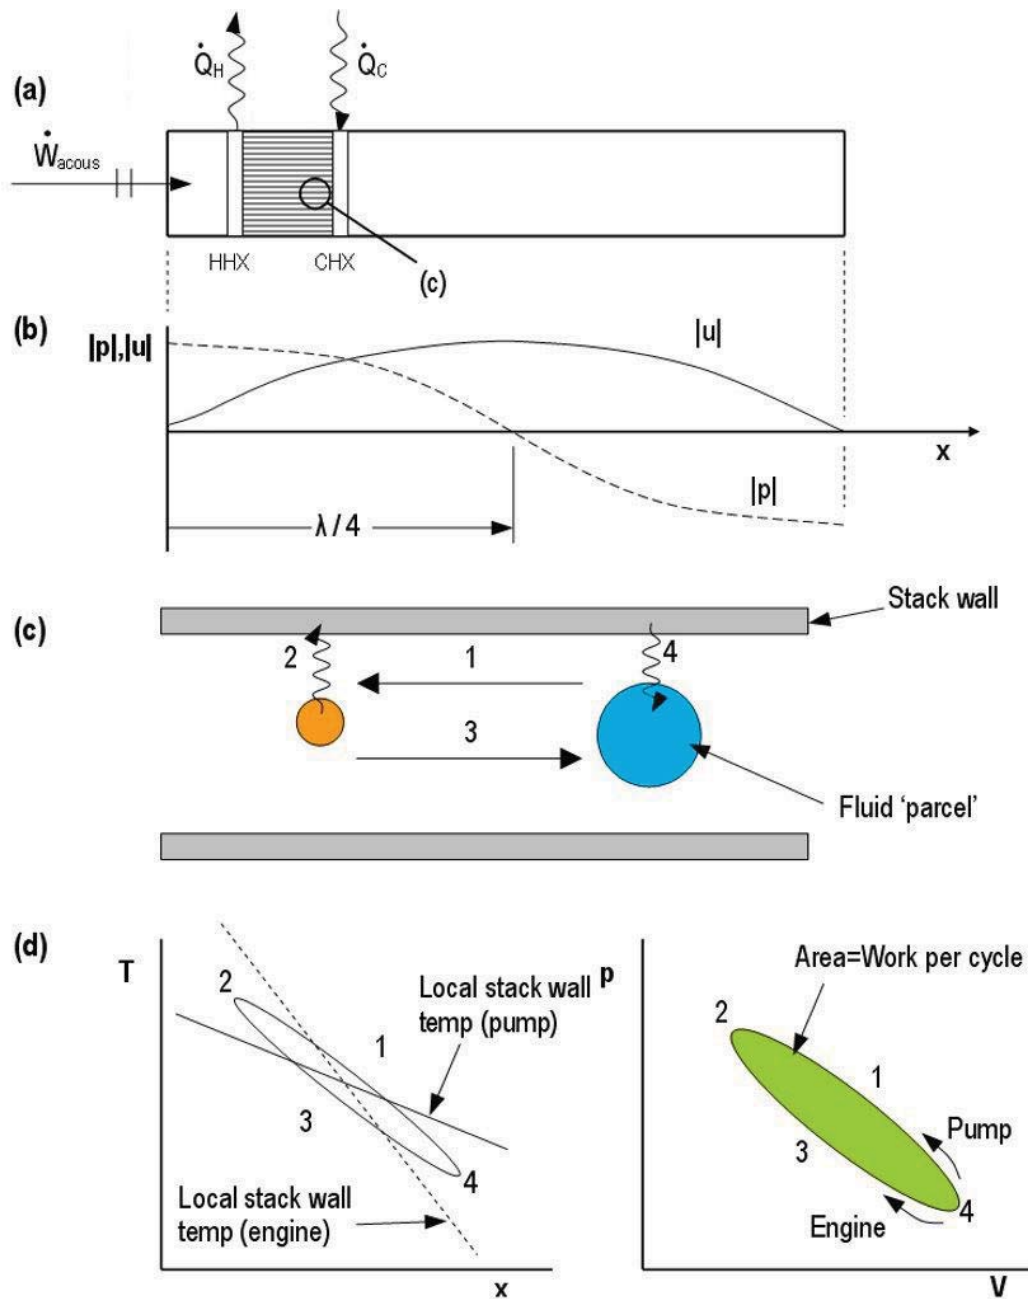 (a)
Q̇H
Q̇C
Ẇacous
HHX
CHX
(c)
(b)
|p|,|u|
|u|
x
|p|
λ / 4
(c)
Stack wall
2
1
4
3
Fluid ‘parcel’
(d)
T
2
Local stack wall
temp (pump)
1
3
4
Local stack wall
temp (engine)
x
p
Area=Work per cycle
2
1
Pump
3
Engine
4
V